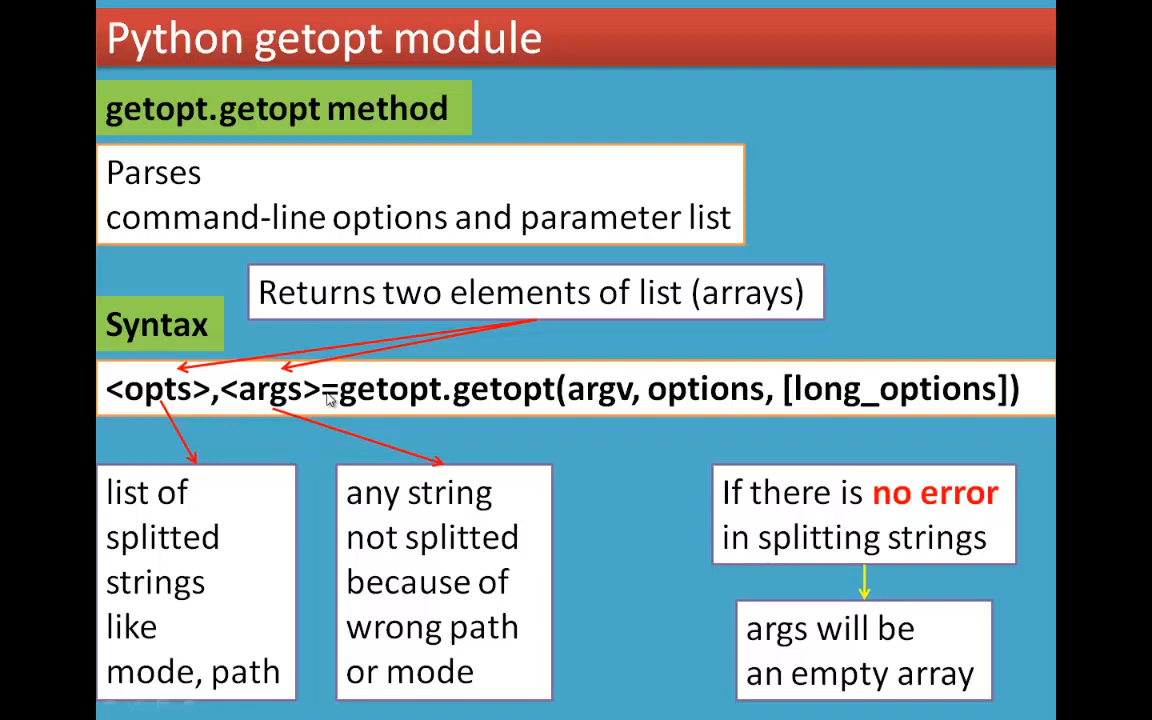 Python getopt module
getopt.getopt method
Parses
command-line options and parameter list
Returns two elements of list (arrays)
Syntax
<opts>,<args>=getopt.getopt(argv, options, [long_options])
list of
splitted
strings
like
mode, path
any string
not splitted
because of
wrong path
or mode
If there is no error
in splitting strings
args will be
an empty array